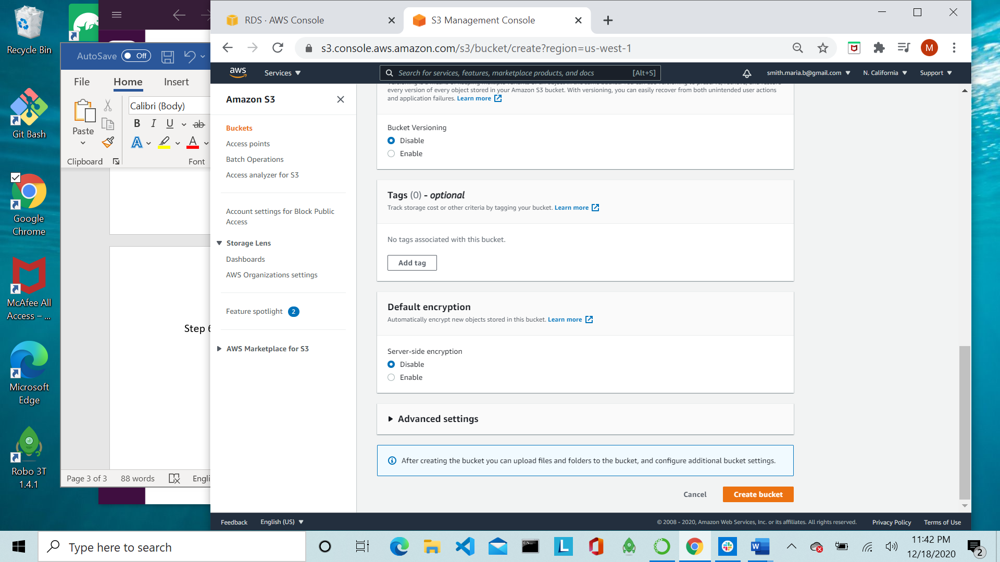 Recycle Bin
Git Bash
Google
Chrome
McAfee All
Access – ...
Microsoft
Edge
Robo 3T
1.4.1
AutoSave Off
File Home Insert
Paste
Calibri (Body)
B I U ab
A A
Clipboard Font
Step 6
Page 3 of 3 88 words Engli
RDS · AWS Console
S3 Management Console
s3.console.aws.amazon.com/s3/bucket/create?region=us-west-1
M
aws Services Search for services, features, marketplace products, and docs [Alt+S] smith.maria.b@gmail.com N. California Support
Amazon S3
Buckets
Access points
Batch Operations
Access analyzer for S3
Account settings for Block Public
Access
Storage Lens
Dashboards
AWS Organizations settings
Feature spotlight 2
AWS Marketplace for S3
every version of every object stored in your Amazon S3 bucket. With versioning, you can easily recover from both unintended user actions
and application failures. Learn more
Bucket Versioning
Disable
Enable
Tags (0) - optional
Track storage cost or other criteria by tagging your bucket. Learn more
No tags associated with this bucket.
Add tag
Default encryption
Automatically encrypt new objects stored in this bucket. Learn more
Server-side encryption
Disable
Enable
Advanced settings
After creating the bucket you can upload files and folders to the bucket, and configure additional bucket settings.
Cancel Create bucket
Feedback English (US) © 2008 - 2020, Amazon Web Services, Inc. or its affiliates. All rights reserved. Privacy Policy Terms of Use
Type here to search
L
W
11:42 PM
12/18/2020
2